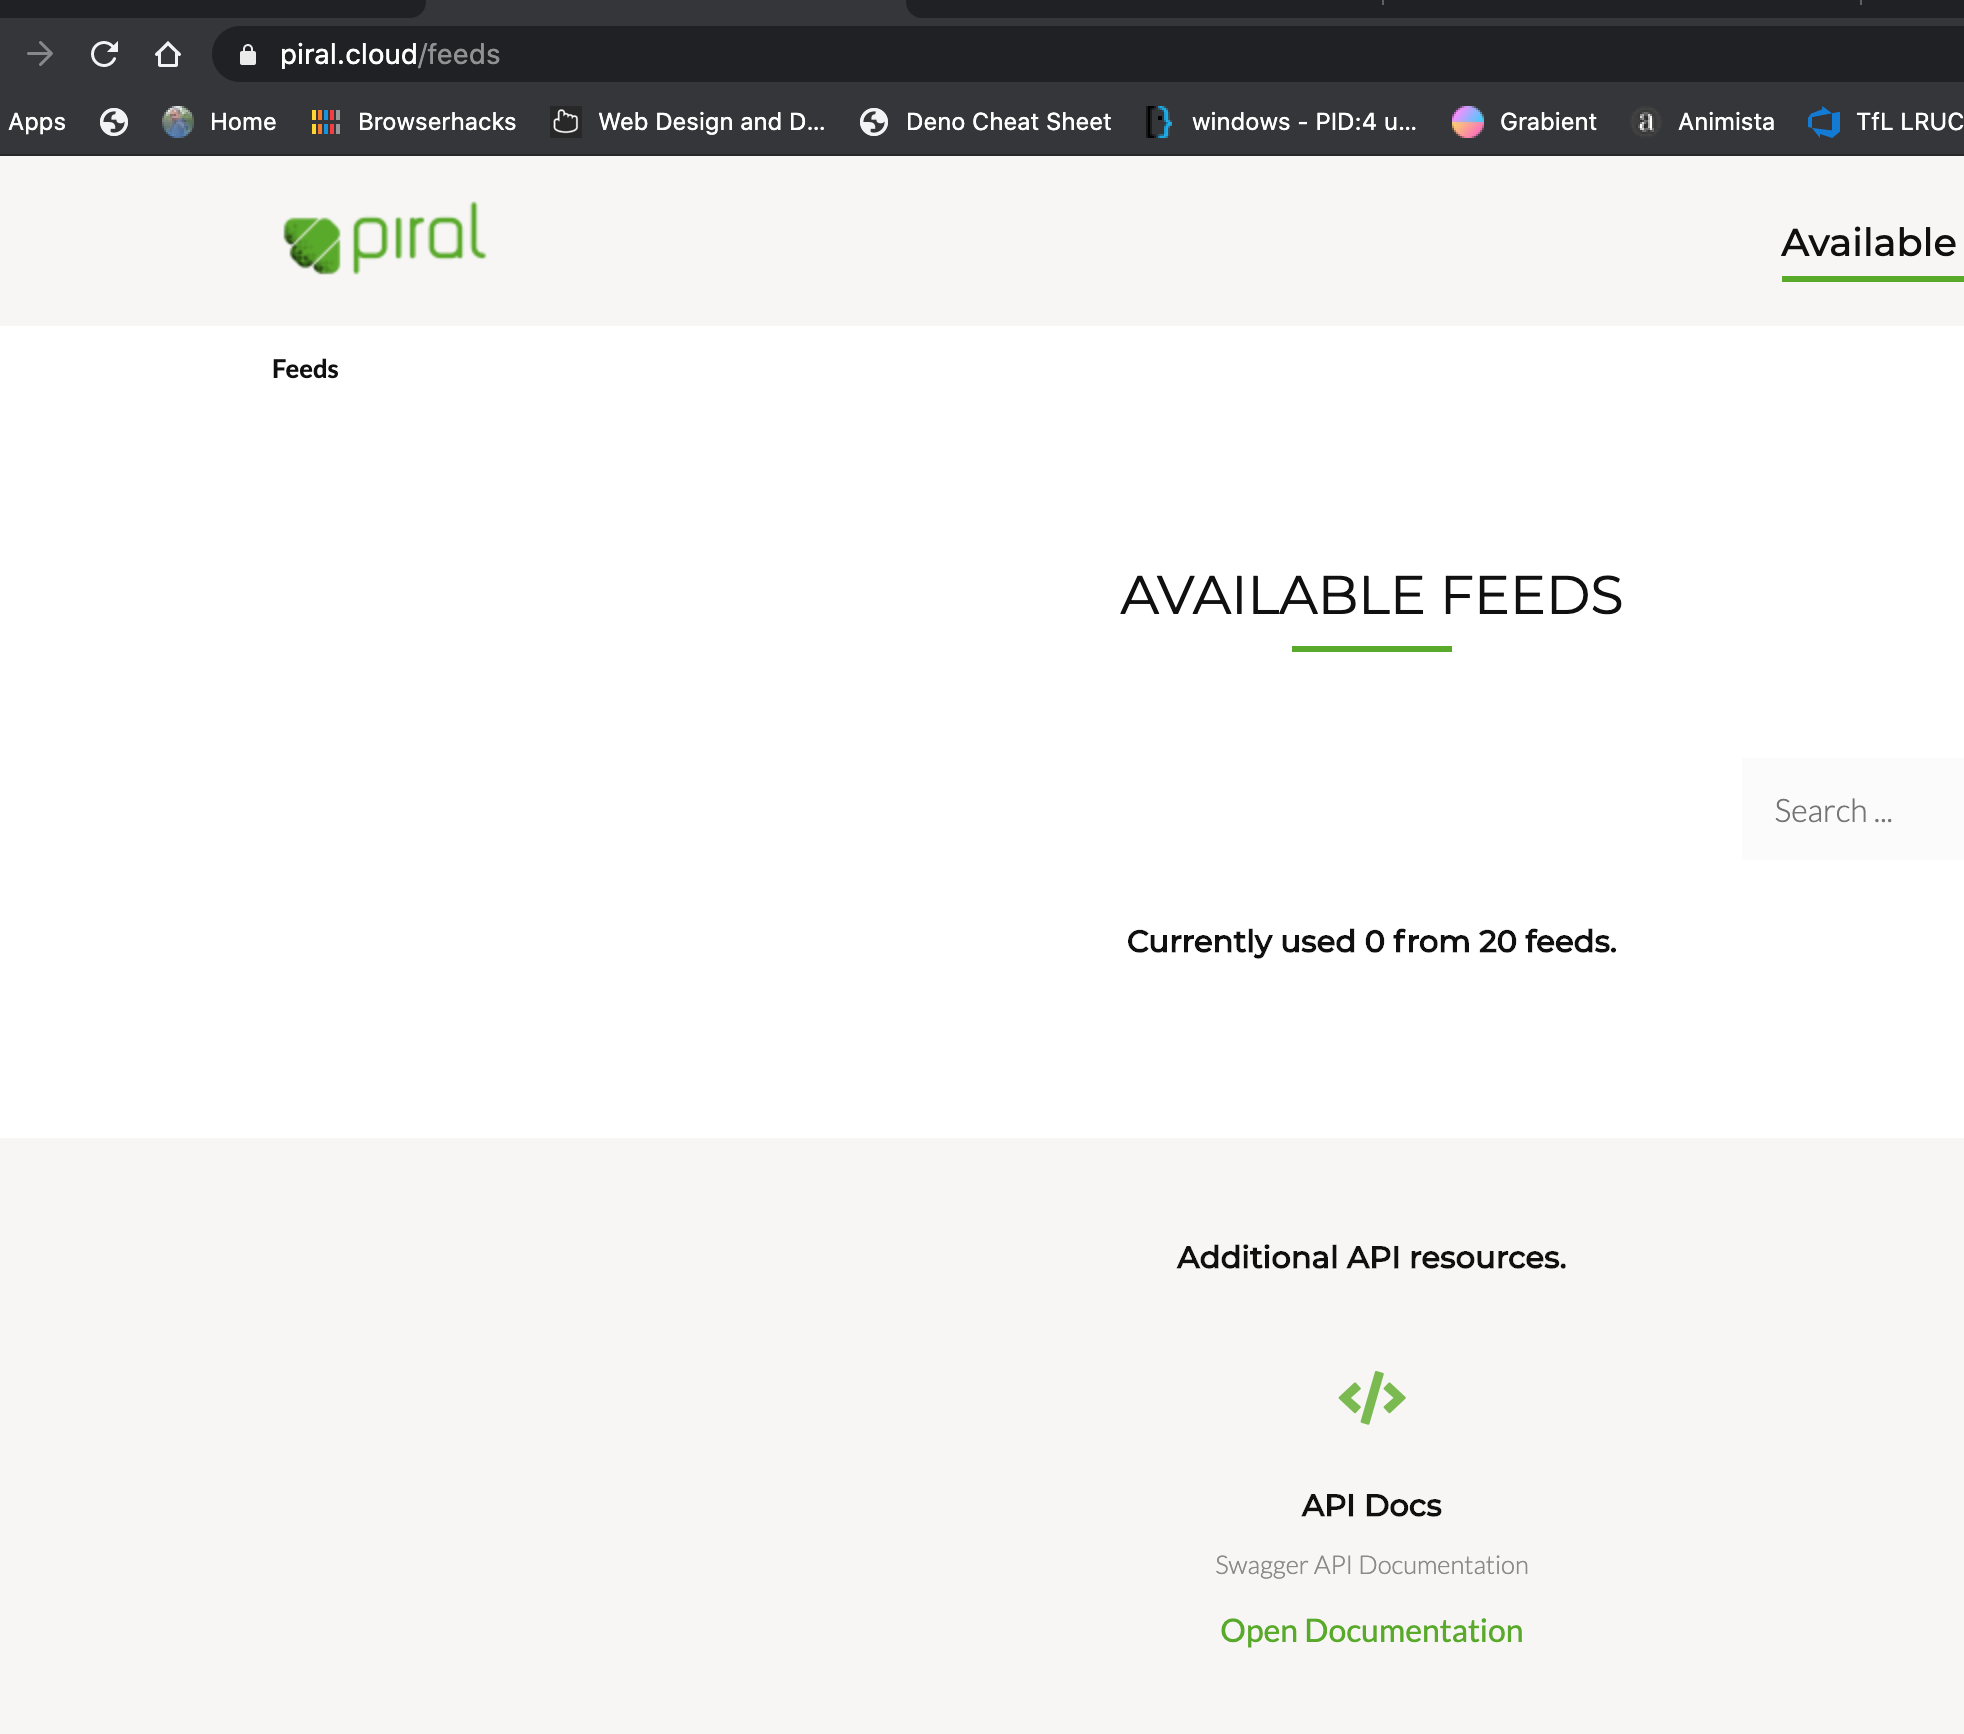 piral.cloud/feeds
Apps Home Browserhacks Web Design and D... Deno Cheat Sheet windows - PID:4 u... Grabient a Animista TfL LRUC
piral Available
Feeds
AVAILABLE FEEDS
Search ...
Currently used 0 from 20 feeds.
Additional API resources.
</>
API Docs
Swagger API Documentation
Open Documentation